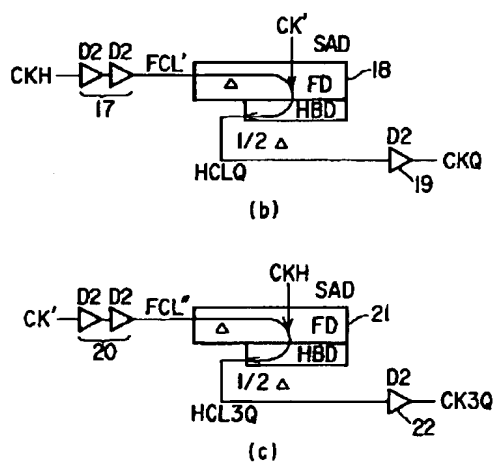 CK' SAD
D2 D2 FCL' 18
CKH Δ FD
17 HBD
1/2 Δ D2
HCLQ CKQ
19
(b)
CKH SAD
D2 D2 FCL" 21
CK' Δ FD
20 HBD
1/2 Δ D2
HCL3Q CK3Q
22
(c)